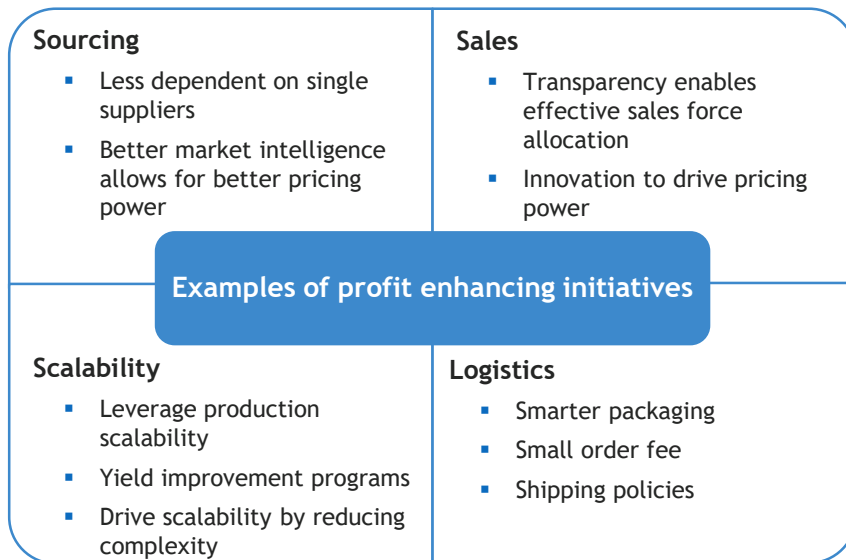 Sourcing
▪ Less dependent on single
suppliers
▪ Better market intelligence
allows for better pricing
power
Sales
▪ Transparency enables
effective sales force
allocation
▪ Innovation to drive pricing
power
Examples of profit enhancing initiatives
Scalability
▪ Leverage production
scalability
▪ Yield improvement programs
▪ Drive scalability by reducing
complexity
Logistics
▪ Smarter packaging
▪ Small order fee
▪ Shipping policies